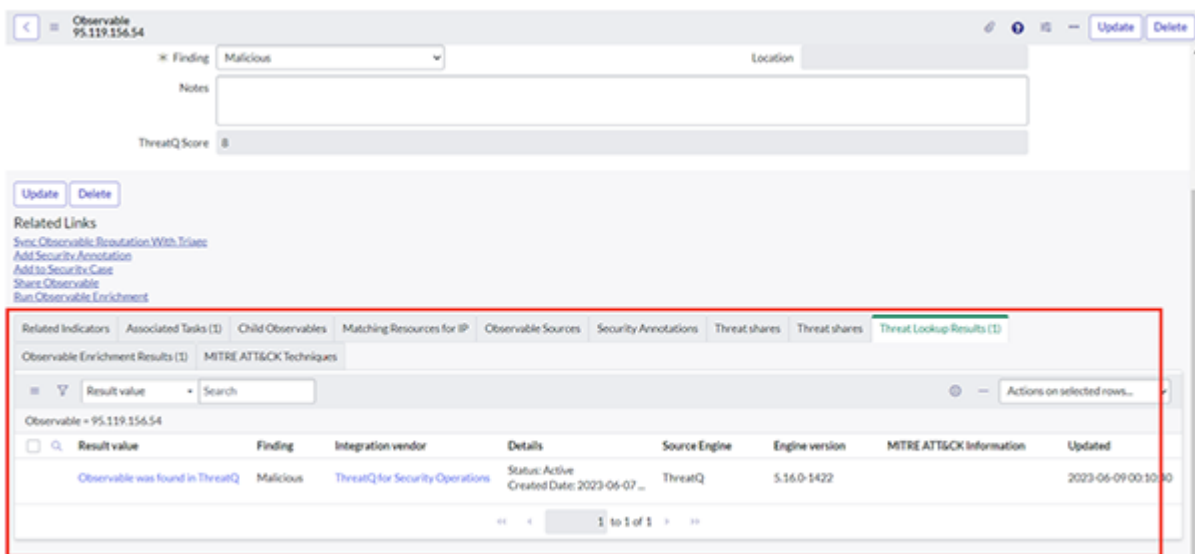 Observable
95.119.156.54
Update Delete
Finding Malicious Location
Notes
ThreatQ Score 8
Update Delete
Related Links
Sync Observable Reputation With Triage
Add Security Annotation
Add to Security Case
Share Observable
Run Observable Enrichment
Related Indicators Associated Tasks (1) Child Observables Matching Resources for IP Observable Sources Security Annotations Threat shares Threat shares Threat Lookup Results (1)
Observable Enrichment Results (1) MITRE ATT&CK Techniques
Result value Search Actions on selected rows...
Observable = 95.119.156.54
Result value Finding Integration vendor Details Source Engine Engine version MITRE ATT&CK Information Updated
Observable was found in ThreatQ Malicious ThreatQ for Security Operations Status: Active ThreatQ 5.16.0-1422 2023-06-09 00:10:40
Created Date: 2023-06-07 ...
1 to 1 of 1